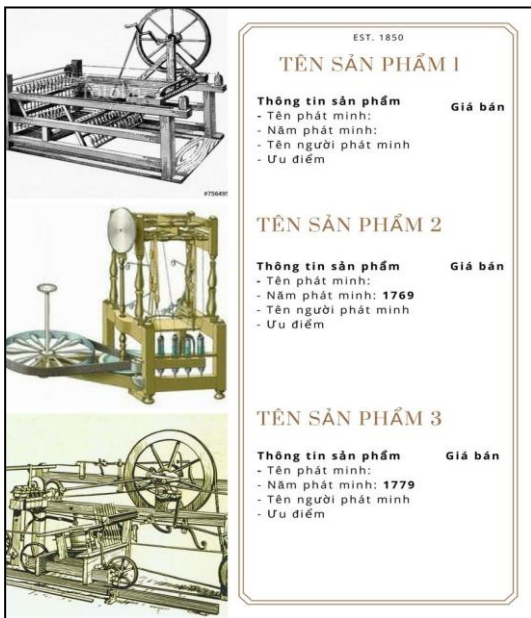 EST. 1850
TÊN SẢN PHẨM 1
Thông tin sản phẩm
Giá bán
- Tên phát minh:
- Năm phát minh:
- Tên người phát minh
- Ưu điểm
TÊN SẢN PHẨM 2
Thông tin sản phẩm
Giá bán
- Tên phát minh:
- Năm phát minh: 1769
- Tên người phát minh
- Ưu điểm
TÊN SẢN PHẨM 3
Thông tin sản phẩm
Giá bán
- Tên phát minh:
- Năm phát minh: 1779
- Tên người phát minh
- Ưu điểm